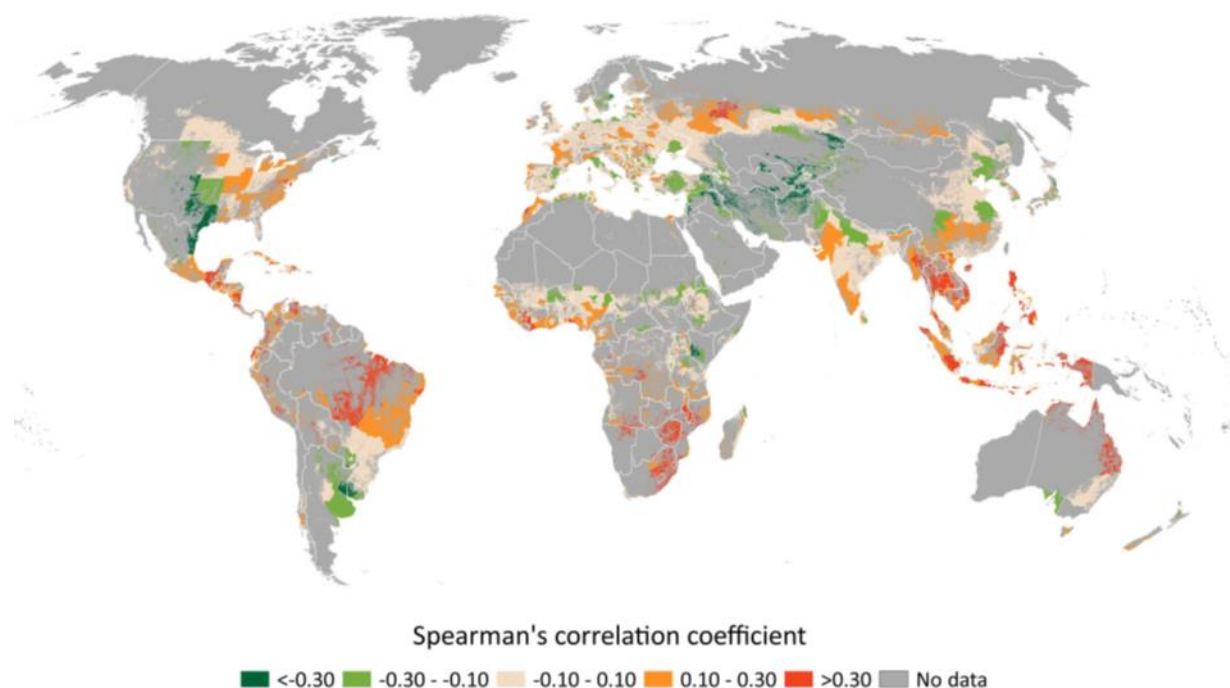 Spearman's correlation coefficient
<-0.30 -0.30 - -0.10 -0.10 - 0.10 0.10 - 0.30 >0.30 No data